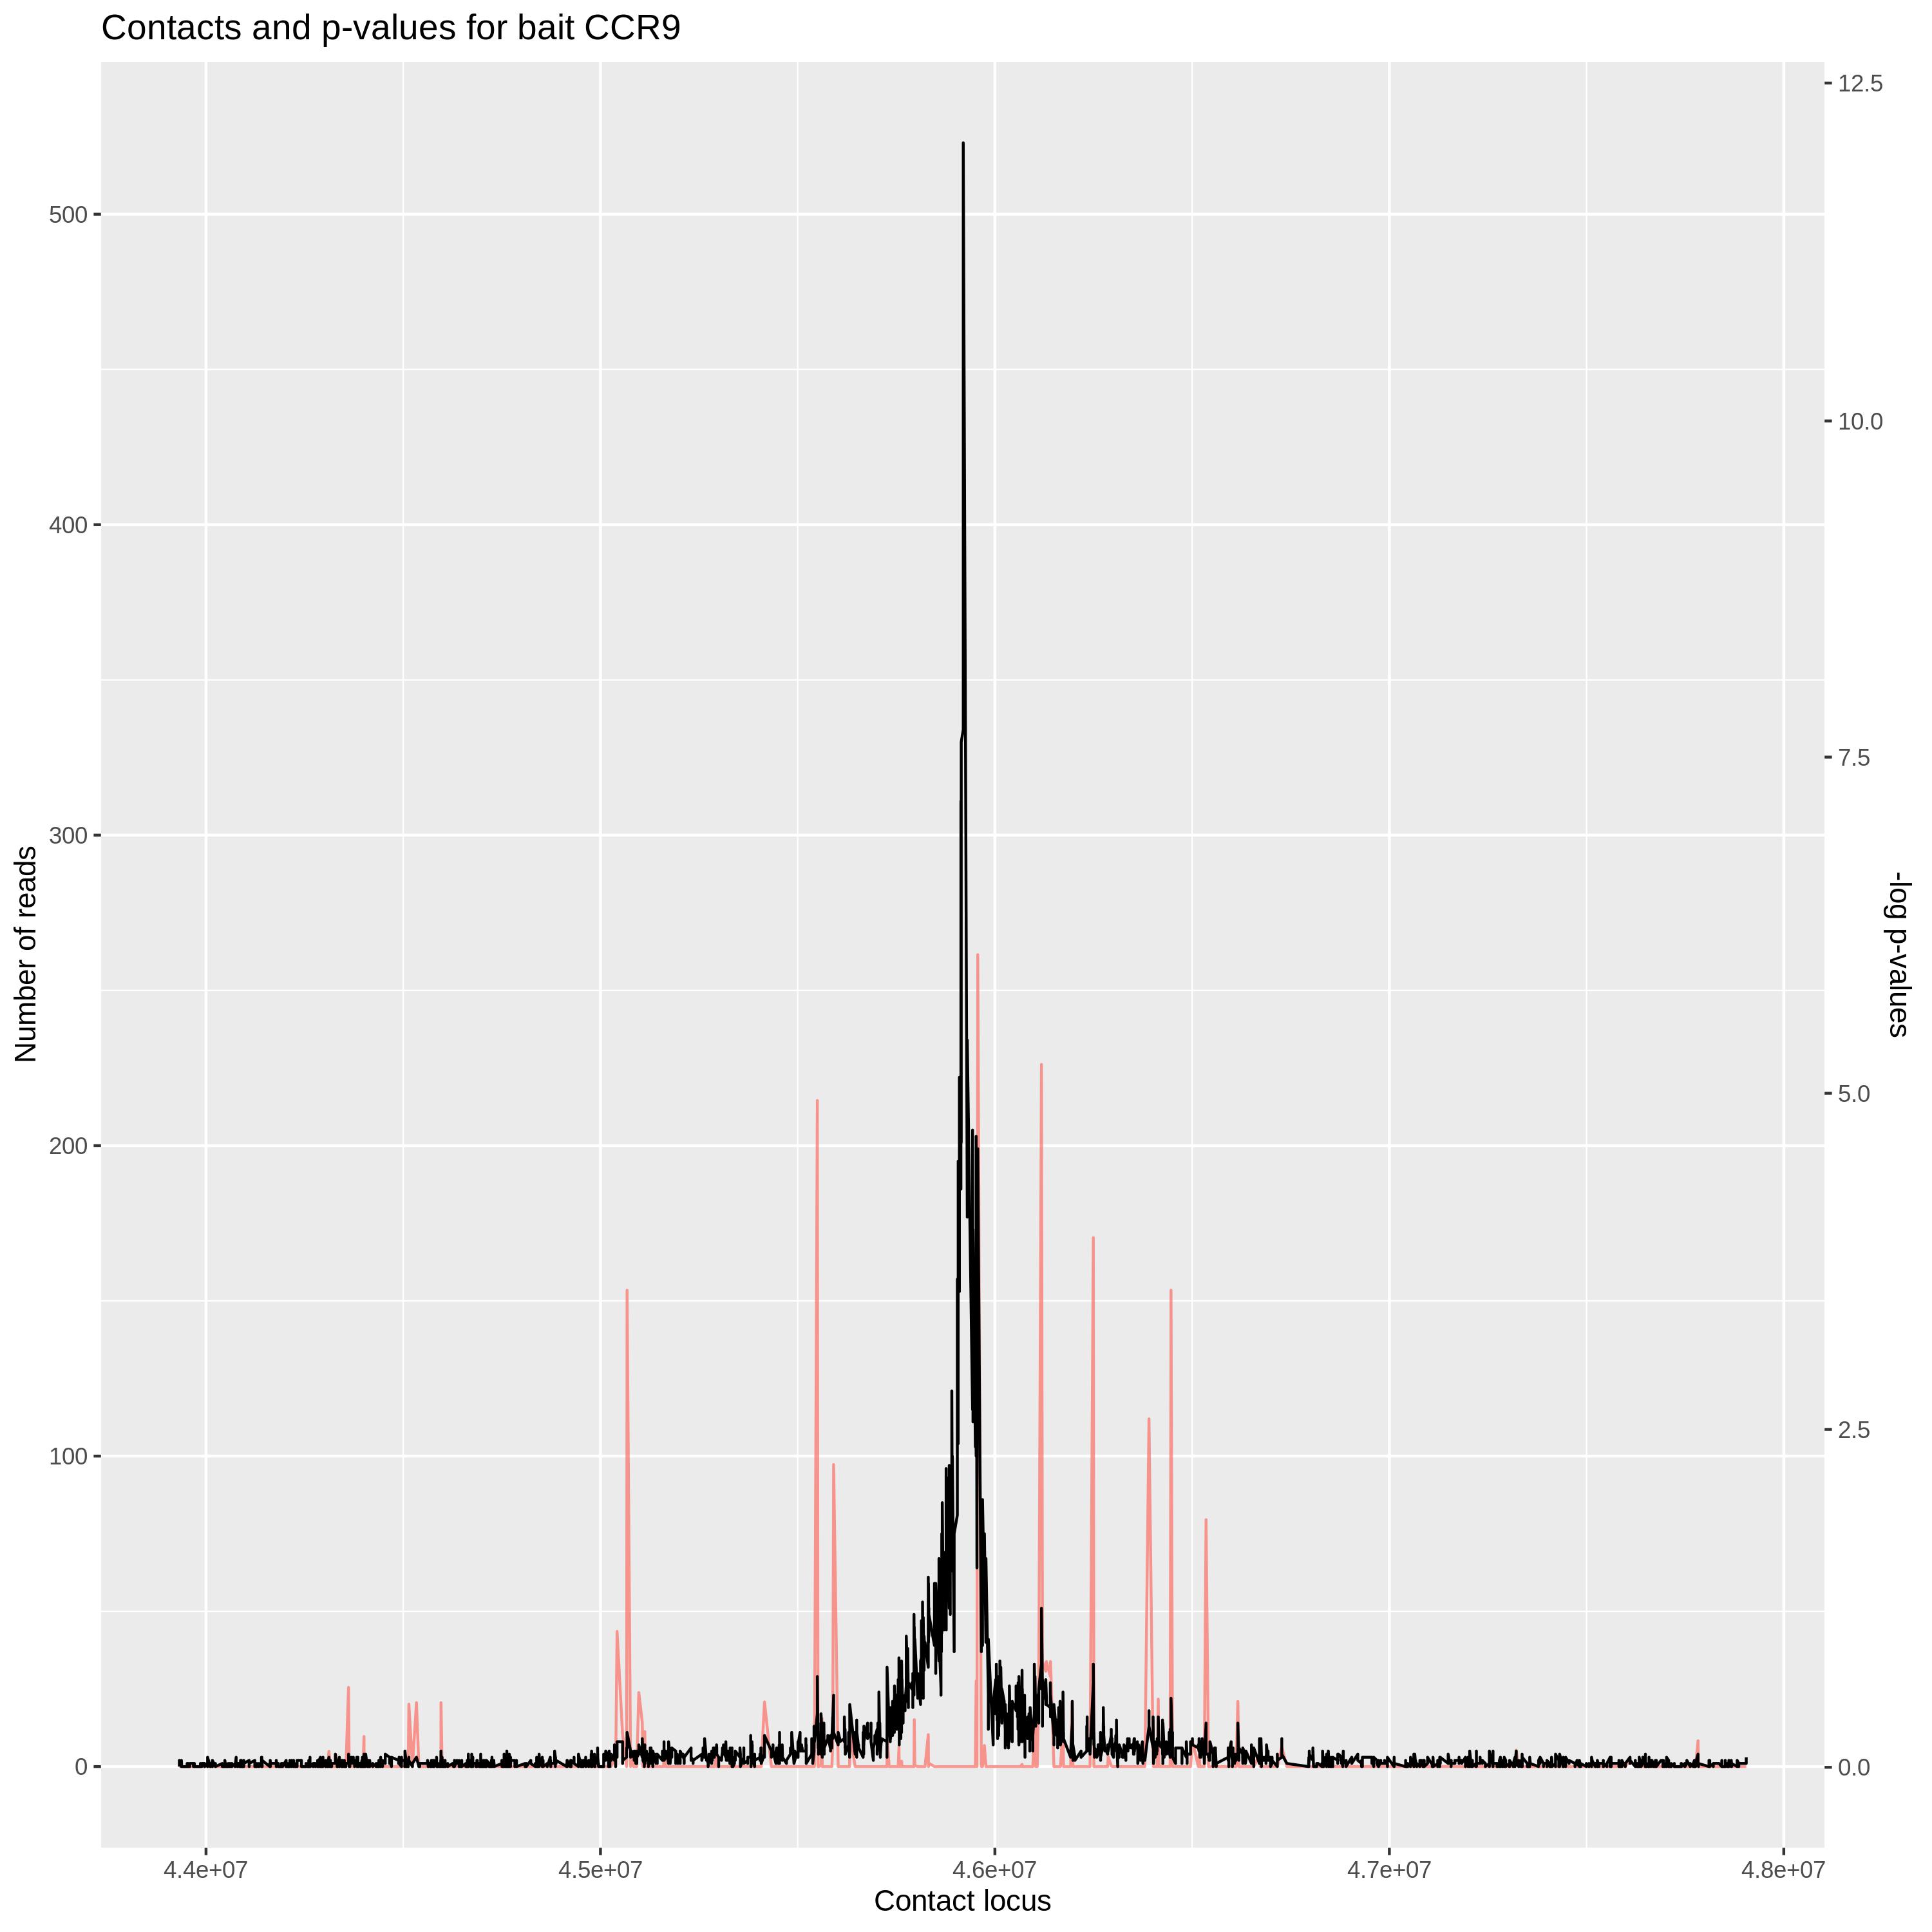 Contacts and p-values for bait CCR9
12.5
500
10.0
400
7.5
300
Number of reads
-log p-values
5.0
200
2.5
100
0
0.0
4.4e+07
4.5e+07
4.6e+07
4.7e+07
4.8e+07
Contact locus